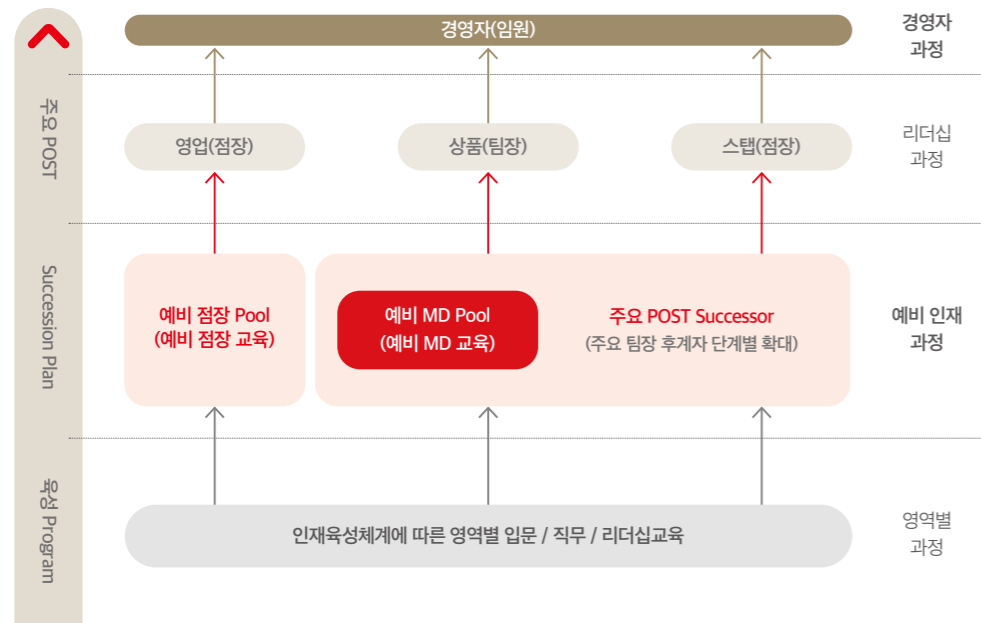 경영자(임원)
경영자
과정
주요 POST
영업(점장)
상품(팀장)
스탭(점장)
리더십
과정
Succession Plan
예비 점장 Pool
(예비 점장 교육)
예비 MD Pool
(예비 MD 교육)
주요 POST Successor
(주요 팀장 후계자 단계별 확대)
예비 인재
과정
육성 Program
인재육성체계에 따른 영역별 입문 / 직무 / 리더십교육
영역별
과정